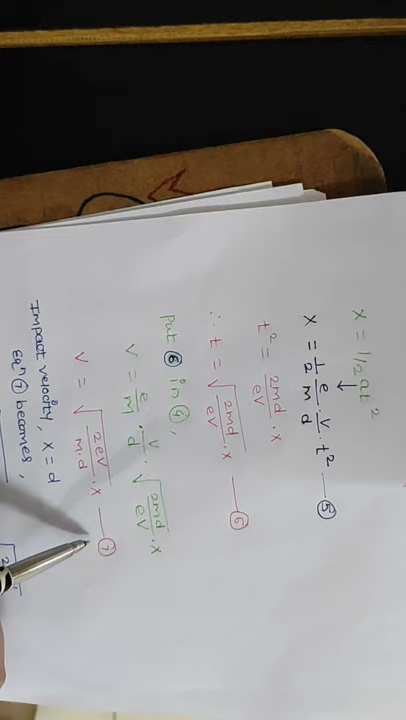 x = 1/2 at²
x = 1/2 e/m V/d · t² — ⑤
t² = 2md/eV · x
∴ t = √(2md/eV · x) — ⑥
Put ⑥ in ④,
v = e/m · V/d · √(2md/eV · x)
v = √(2eV/m·d · x) — ⑦
Impact velocity, x = d
Eqⁿ ⑦ becomes,